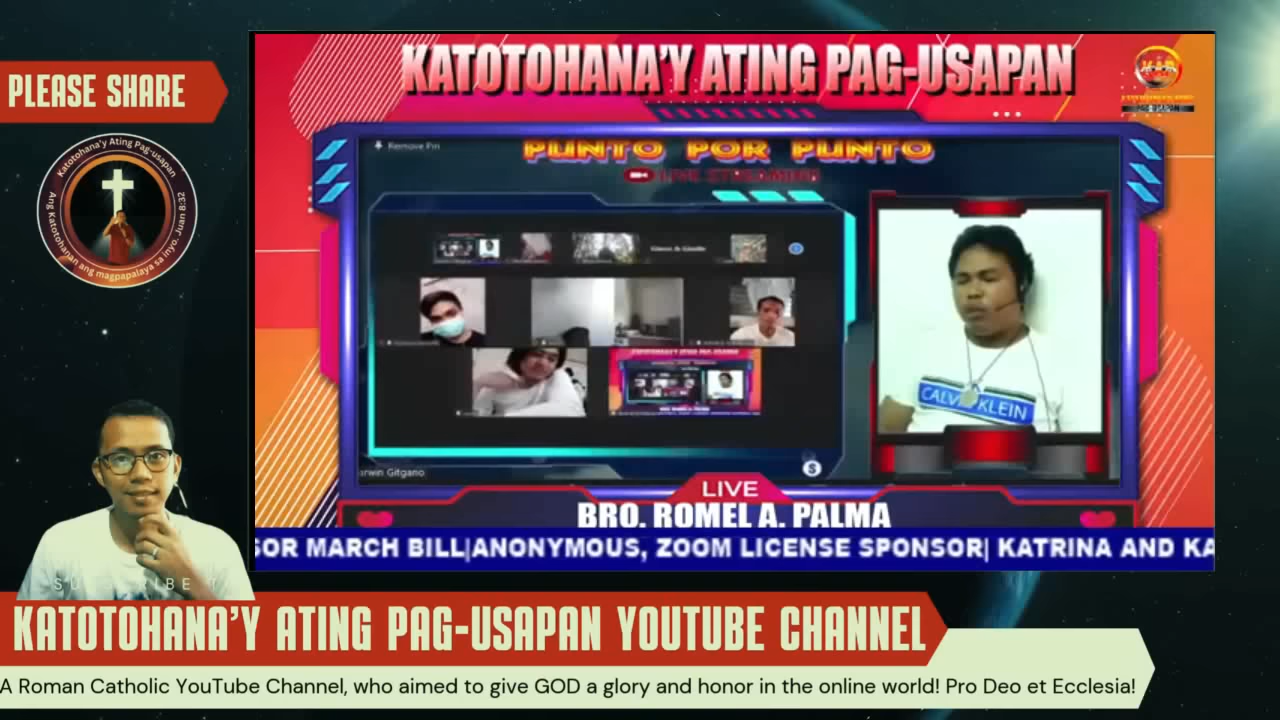 PLEASE SHARE
Katotohana'y Ating Pag-usapan
Ang Katotohanan ang magpapalaya sa inyo. Juan 8:32
KATOTOHANA'Y ATING PAG-USAPAN
Remove Pin
PUNTO POR PUNTO
LIVE STREAMING
CALVIN KLEIN
rwin Gitgano
S
LIVE
BRO. ROMEL A. PALMA
SOR MARCH BILL|ANONYMOUS, ZOOM LICENSE SPONSOR| KATRINA AND KA
SUBSCRIBE T
KATOTOHANA'Y ATING PAG-USAPAN YOUTUBE CHANNEL
A Roman Catholic YouTube Channel, who aimed to give GOD a glory and honor in the online world! Pro Deo et Ecclesia!